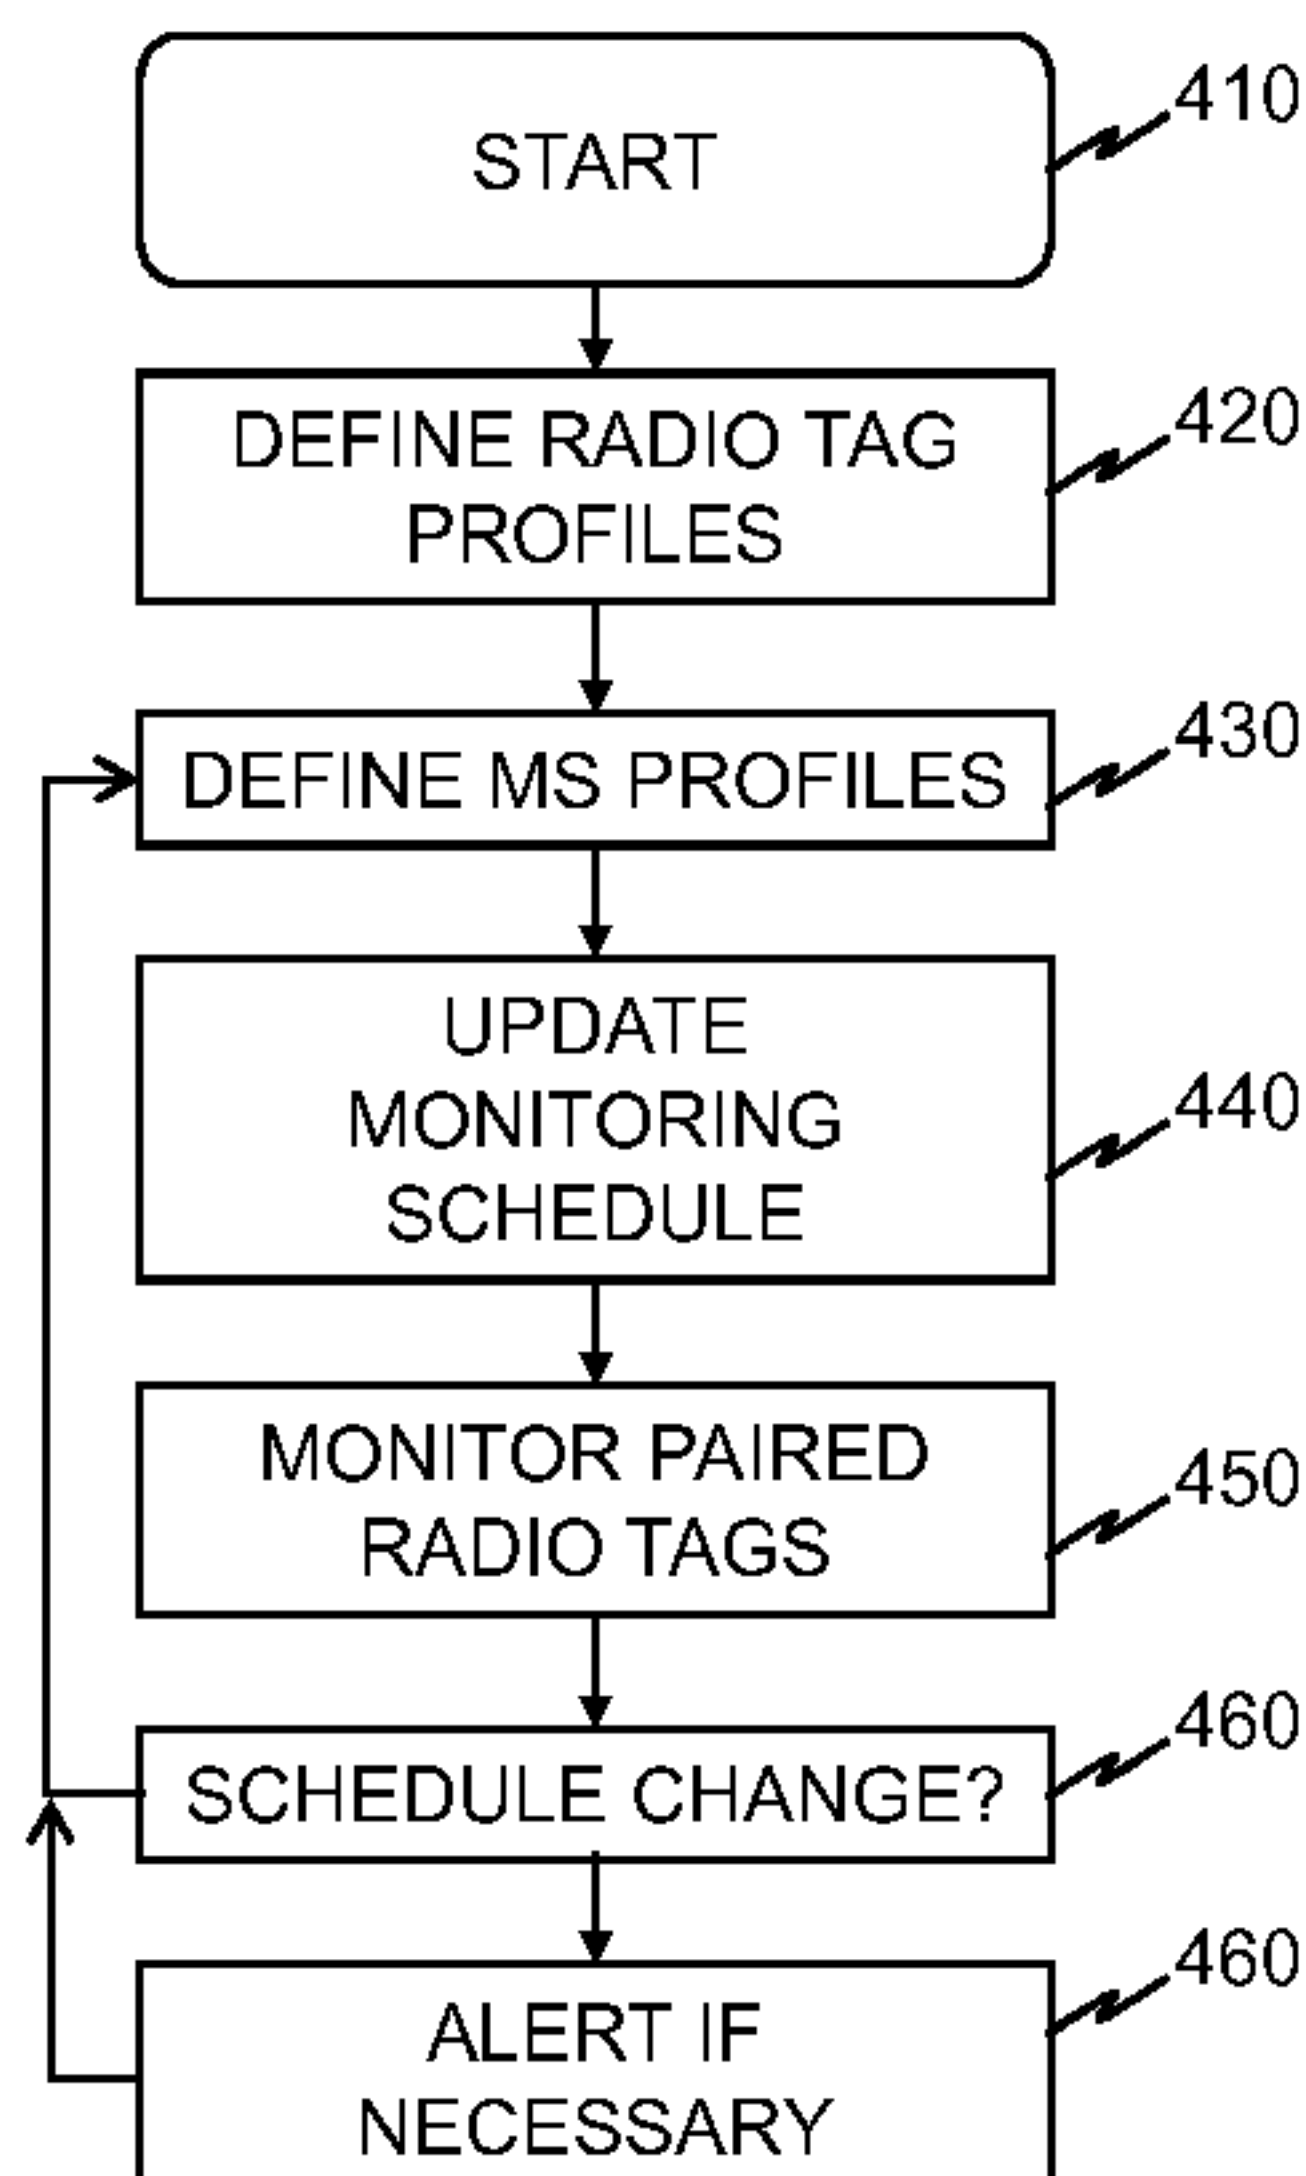 START
410
DEFINE RADIO TAG
PROFILES
420
DEFINE MS PROFILES
430
UPDATE
MONITORING
SCHEDULE
440
MONITOR PAIRED
RADIO TAGS
450
SCHEDULE CHANGE?
460
ALERT IF
NECESSARY
460